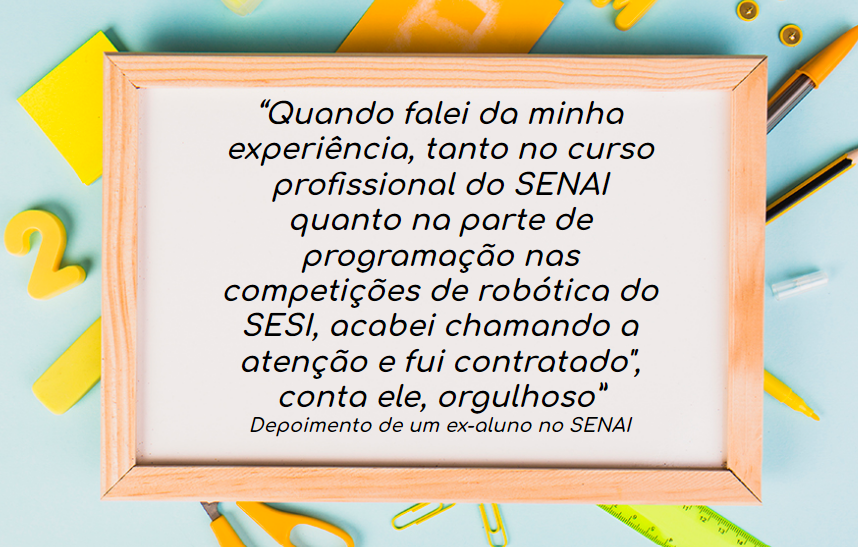 “Quando falei da minha
experiência, tanto no curso
profissional do SENAI
quanto na parte de
programação nas
competições de robótica do
SESI, acabei chamando a
atenção e fui contratado",
conta ele, orgulhoso”
Depoimento de um ex-aluno no SENAI
2